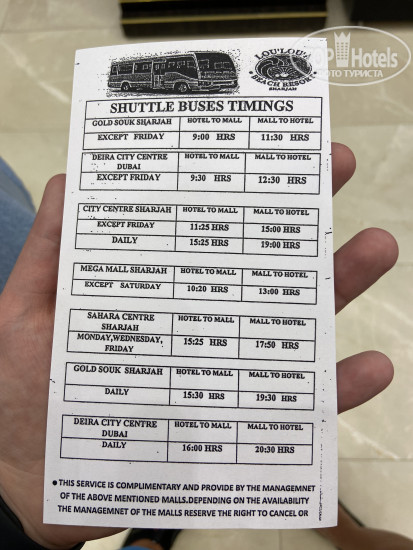 LOU'LOU'A
BEACH RESORT
SHARJAH
TopHotels
ФОТО ТУРИСТА
SHUTTLE BUSES TIMINGS
GOLD SOUK SHARJAH HOTEL TO MALL MALL TO HOTEL
EXCEPT FRIDAY 9:00 HRS 11:30 HRS
DEIRA CITY CENTRE DUBAI HOTEL TO MALL MALL TO HOTEL
EXCEPT FRIDAY 9:30 HRS 12:30 HRS
CITY CENTRE SHARJAH HOTEL TO MALL MALL TO HOTEL
EXCEPT FRIDAY 11:25 HRS 15:00 HRS
DAILY 15:25 HRS 19:00 HRS
MEGA MALL SHARJAH HOTEL TO MALL MALL TO HOTEL
EXCEPT SATURDAY 10:20 HRS 13:00 HRS
SAHARA CENTRE SHARJAH HOTEL TO MALL MALL TO HOTEL
MONDAY,WEDNESDAY, FRIDAY 15:25 HRS 17:50 HRS
GOLD SOUK SHARJAH HOTEL TO MALL MALL TO HOTEL
DAILY 15:30 HRS 19:30 HRS
DEIRA CITY CENTRE DUBAI HOTEL TO MALL MALL TO HOTEL
DAILY 16:00 HRS 20:30 HRS
• THIS SERVICE IS COMPLIMENTARY AND PROVIDE BY THE MANAGEMNET
OF THE ABOVE MENTIONED MALLS.DEPENDING ON THE AVAILABILITY
THE MANAGEMNET OF THE MALLS RESERVE THE RIGHT TO CANCEL OR